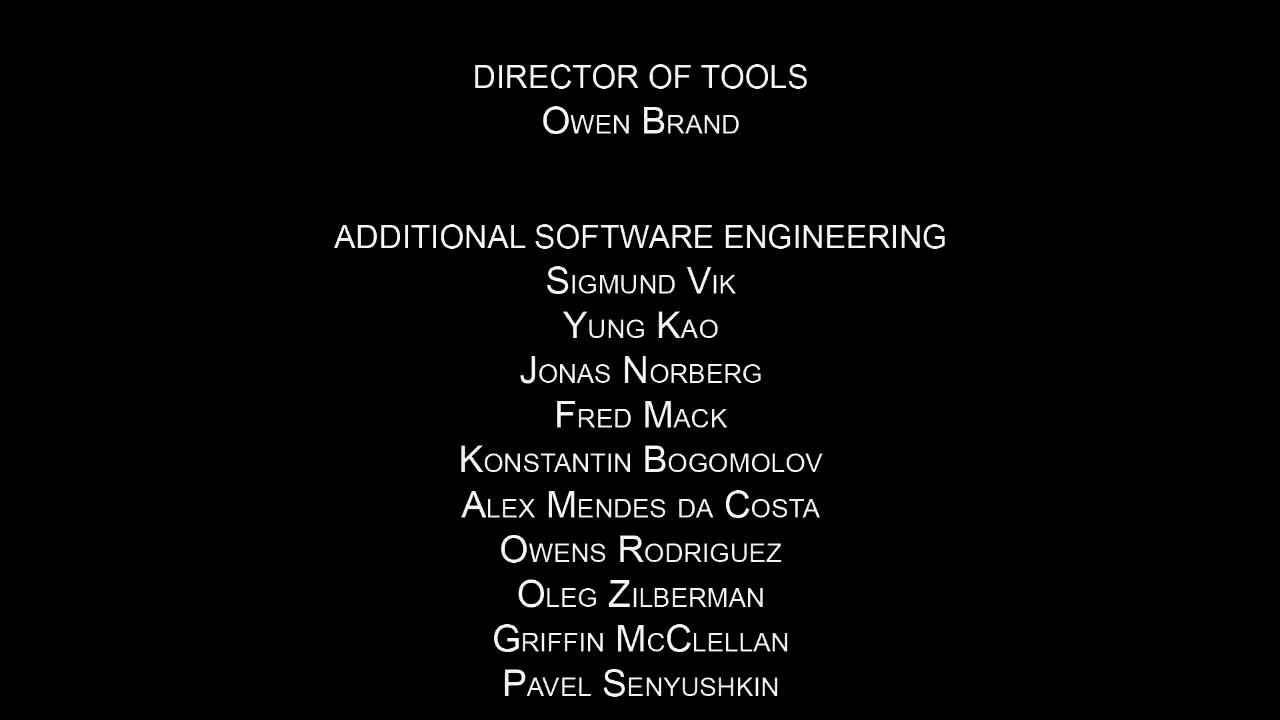 DIRECTOR OF TOOLS
Owen Brand
ADDITIONAL SOFTWARE ENGINEERING
Sigmund Vik
Yung Kao
Jonas Norberg
Fred Mack
Konstantin Bogomolov
Alex Mendes da Costa
Owens Rodriguez
Oleg Zilberman
Griffin McClellan
Pavel Senyushkin